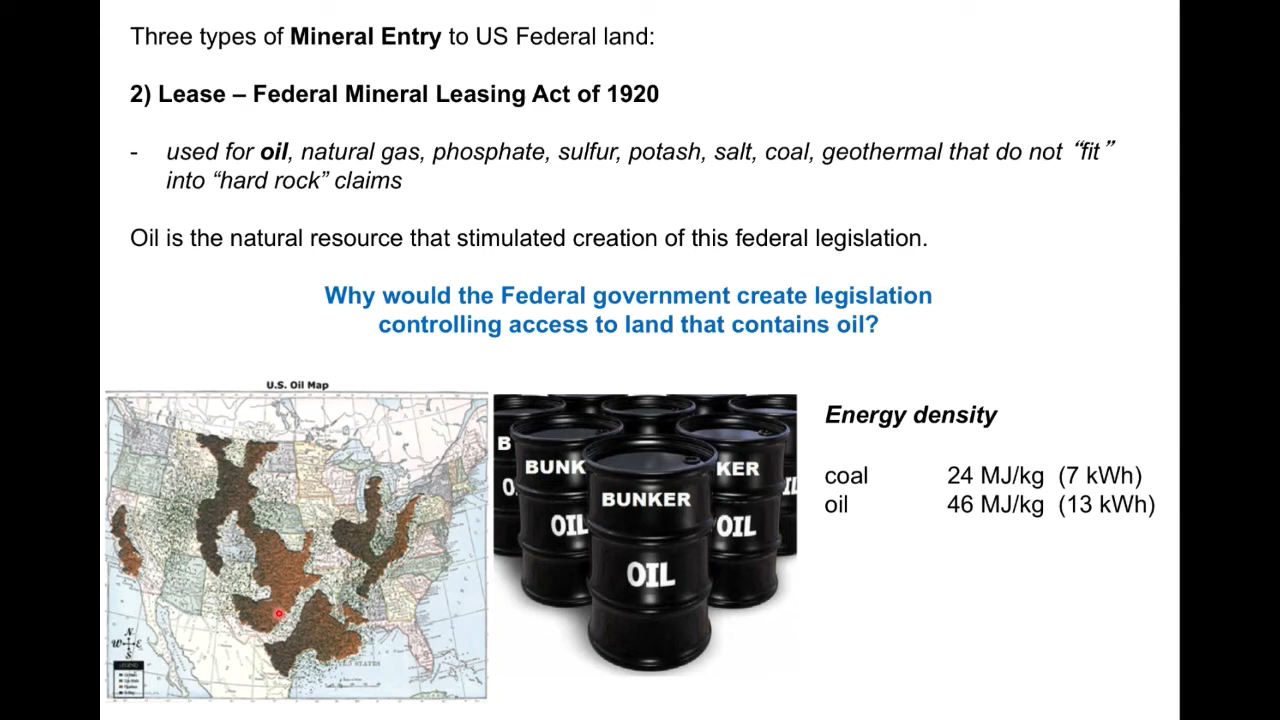 Three types of Mineral Entry to US Federal land:
2) Lease – Federal Mineral Leasing Act of 1920
- used for oil, natural gas, phosphate, sulfur, potash, salt, coal, geothermal that do not “fit”
into “hard rock” claims
Oil is the natural resource that stimulated creation of this federal legislation.
Why would the Federal government create legislation
controlling access to land that contains oil?
U.S. Oil Map
N
W E
S
B
BUNK
KER
BUNKER
OIL
OIL
OIL
Energy density
coal 24 MJ/kg (7 kWh)
oil 46 MJ/kg (13 kWh)